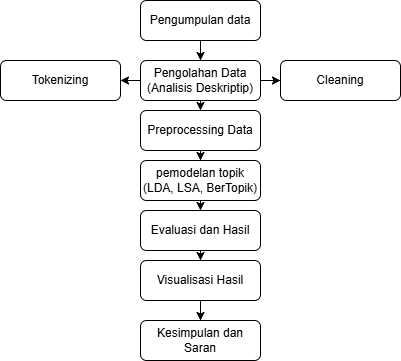 Pengumpulan data
Tokenizing
Pengolahan Data
(Analisis Deskriptip)
Cleaning
Preprocessing Data
pemodelan topik
(LDA, LSA, BerTopik)
Evaluasi dan Hasil
Visualisasi Hasil
Kesimpulan dan
Saran